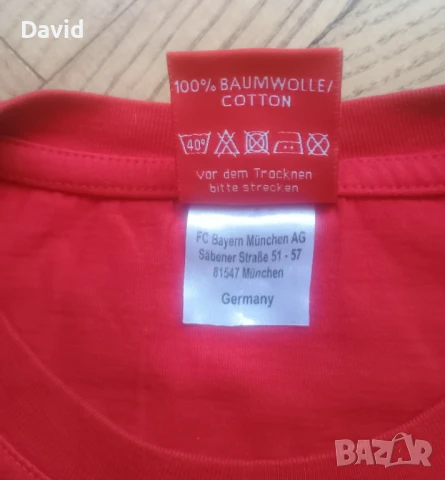 David
100% BAUMWOLLE/
COTTON
40°
vor dem Trocknen
bitte strecken
FC Bayern München AG
Säbener Straße 51 - 57
81547 München
Germany
BAZAR